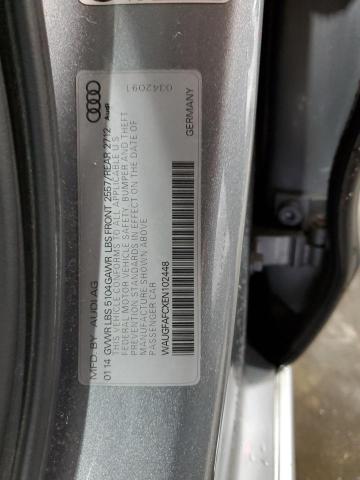 MFD. BY AUDI AG
01 14 GVWR LBS 5104 GAWR LBS FRONT 2557/REAR 2712
THIS VEHICLE CONFORMS TO ALL APPLICABLE U.S.
FEDERAL MOTOR VEHICLE SAFETY, BUMPER AND THEFT
PREVENTION STANDARDS IN EFFECT ON THE DATE OF
MANUFACTURE SHOWN ABOVE
PASSENGER CAR
WAUGFAFCXEN102448
GERMANY
Audi
0342091